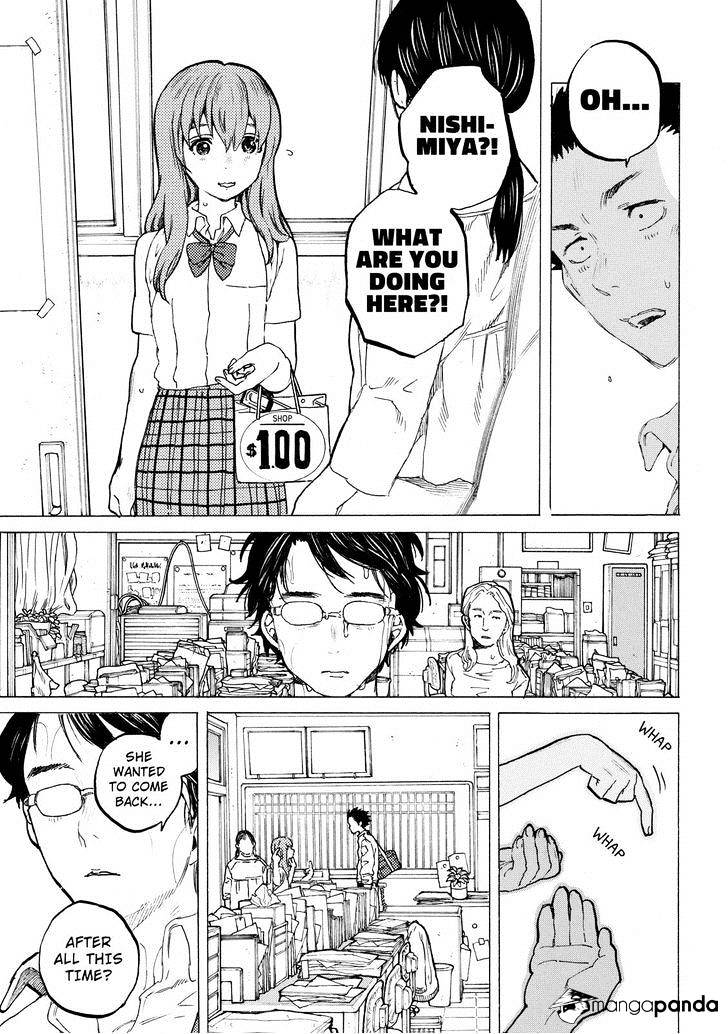 OH...
NISHI-
MIYA?!
WHAT
ARE YOU
DOING
HERE?!
SHOP
$1.00
WHAP
WHAP
...
SHE
WANTED
TO COME
BACK...
AFTER
ALL THIS
TIME?
mangapanda